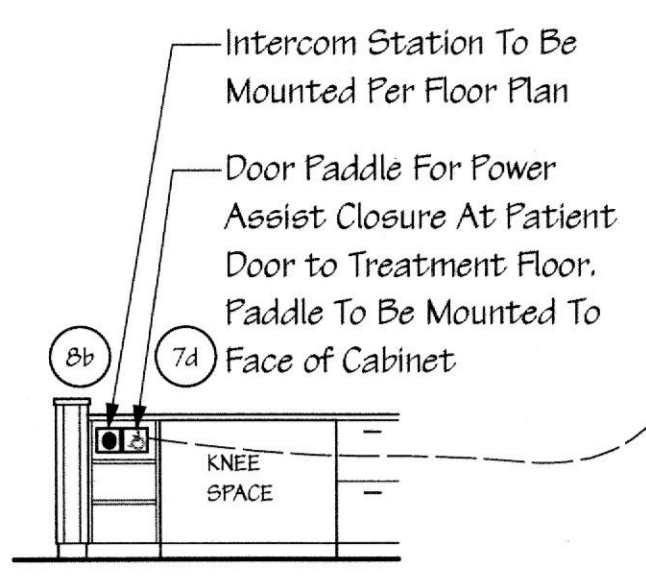 Intercom Station To Be
Mounted Per Floor Plan
Door Paddle For Power
Assist Closure At Patient
Door to Treatment Floor.
Paddle To Be Mounted To
Face of Cabinet
8b
7d
KNEE
SPACE